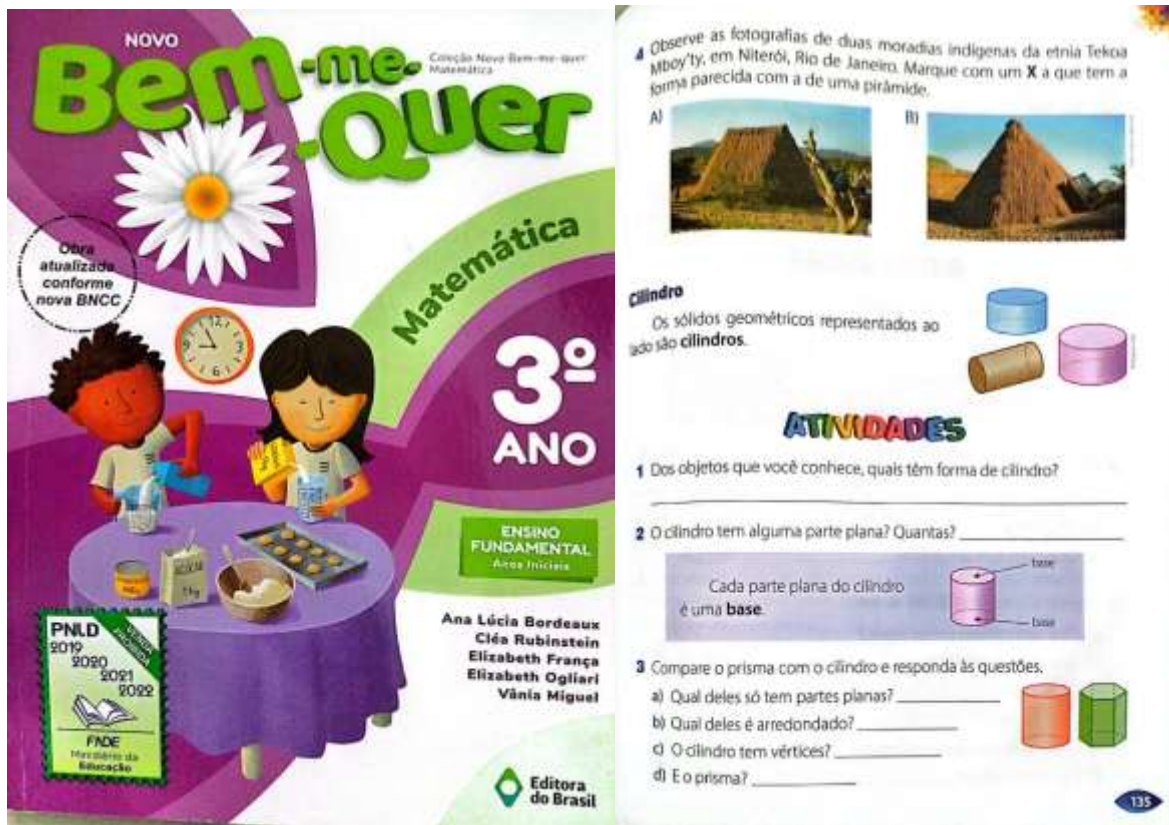 NOVO
Bem-me-
-Quer
Coleção Novo Bem-me-quer
Matemática
Obra
atualizada
conforme
nova BNCC
Matemática
3º
ANO
ENSINO
FUNDAMENTAL
Anos Iniciais
Ana Lúcia Bordeaux
Cléa Rubinstein
Elizabeth França
Elizabeth Ogliari
Vânia Miguel
PNLD
2019
2020
2021
2022
VENDA
PROIBIDA
FNDE
Ministério da
Educação
Editora
do Brasil
4 Observe as fotografias de duas moradias indígenas da etnia Tekoa
Mboy'ty, em Niterói, Rio de Janeiro. Marque com um X a que tem a
forma parecida com a de uma pirâmide.
A)
B)
Cilindro
Os sólidos geométricos representados ao
lado são cilindros.
ATIVIDADES
1 Dos objetos que você conhece, quais têm forma de cilindro?
2 O cilindro tem alguma parte plana? Quantas?
Cada parte plana do cilindro
é uma base.
base
base
3 Compare o prisma com o cilindro e responda às questões.
a) Qual deles só tem partes planas?
b) Qual deles é arredondado?
c) O cilindro tem vértices?
d) E o prisma?
135